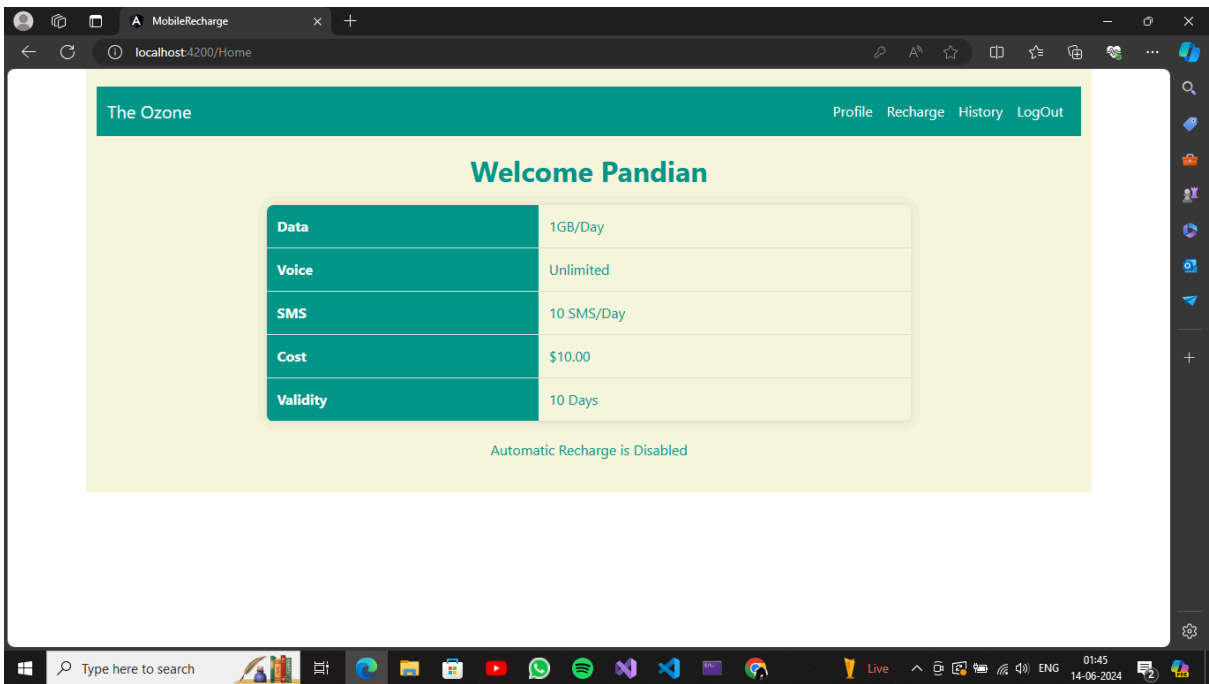 MobileRecharge
localhost:4200/Home
The Ozone Profile Recharge History LogOut
Welcome Pandian
Data 1GB/Day
Voice Unlimited
SMS 10 SMS/Day
Cost $10.00
Validity 10 Days
Automatic Recharge is Disabled
Type here to search Live ENG 01:45
14-06-2024